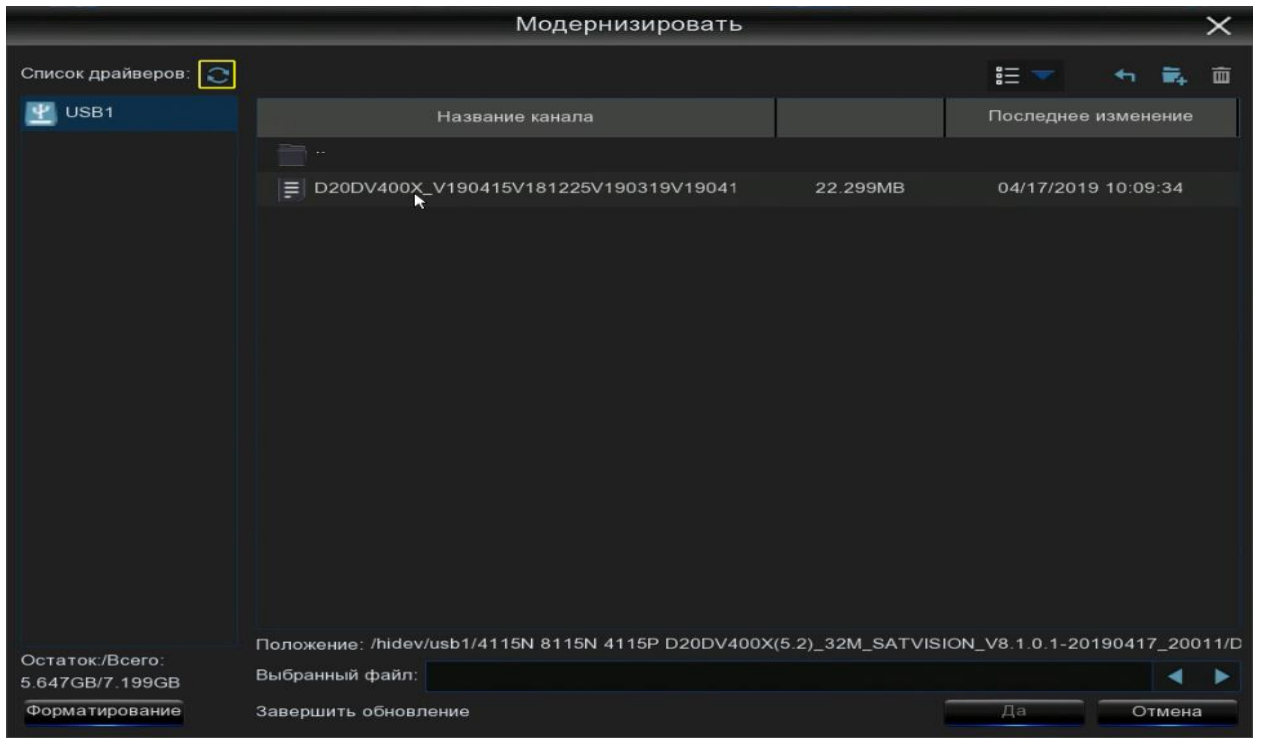 Модернизировать
Список драйверов:
USB1
Название канала
Последнее изменение
..
D20DV400X_V190415V181225V190319V19041
22.299MB
04/17/2019 10:09:34
Положение: /hidev/usb1/4115N 8115N 4115P D20DV400X(5.2)_32M_SATVISION_V8.1.0.1-20190417_20011/D
Остаток:/Всего:
5.647GB/7.199GB
Выбранный файл:
Форматирование
Завершить обновление
Да
Отмена